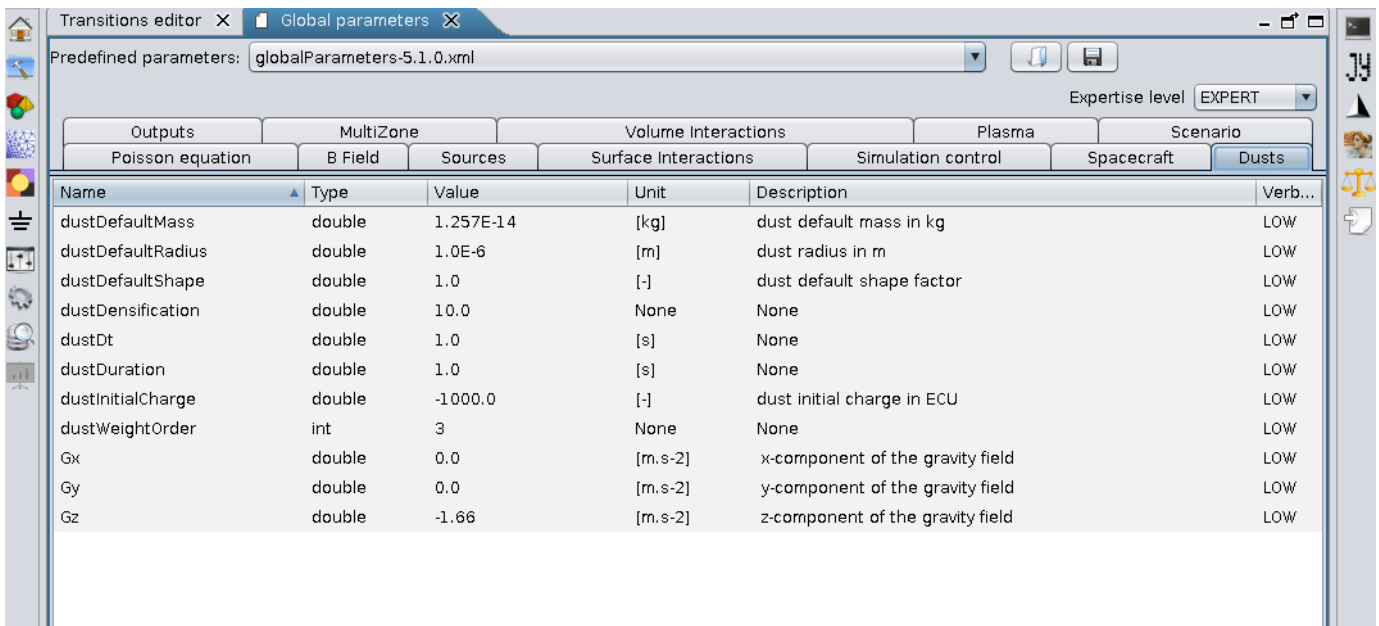 Transitions editor X Global parameters X
Predefined parameters: globalParameters-5.1.0.xml
Expertise level EXPERT
Outputs MultiZone Volume Interactions Plasma Scenario
Poisson equation B Field Sources Surface Interactions Simulation control Spacecraft Dusts
Name Type Value Unit Description Verb...
dustDefaultMass double 1.257E-14 [kg] dust default mass in kg LOW
dustDefaultRadius double 1.0E-6 [m] dust radius in m LOW
dustDefaultShape double 1.0 [-] dust default shape factor LOW
dustDensification double 10.0 None None LOW
dustDt double 1.0 [s] None LOW
dustDuration double 1.0 [s] None LOW
dustInitialCharge double -1000.0 [-] dust initial charge in ECU LOW
dustWeightOrder int 3 None None LOW
Gx double 0.0 [m.s-2] x-component of the gravity field LOW
Gy double 0.0 [m.s-2] y-component of the gravity field LOW
Gz double -1.66 [m.s-2] z-component of the gravity field LOW